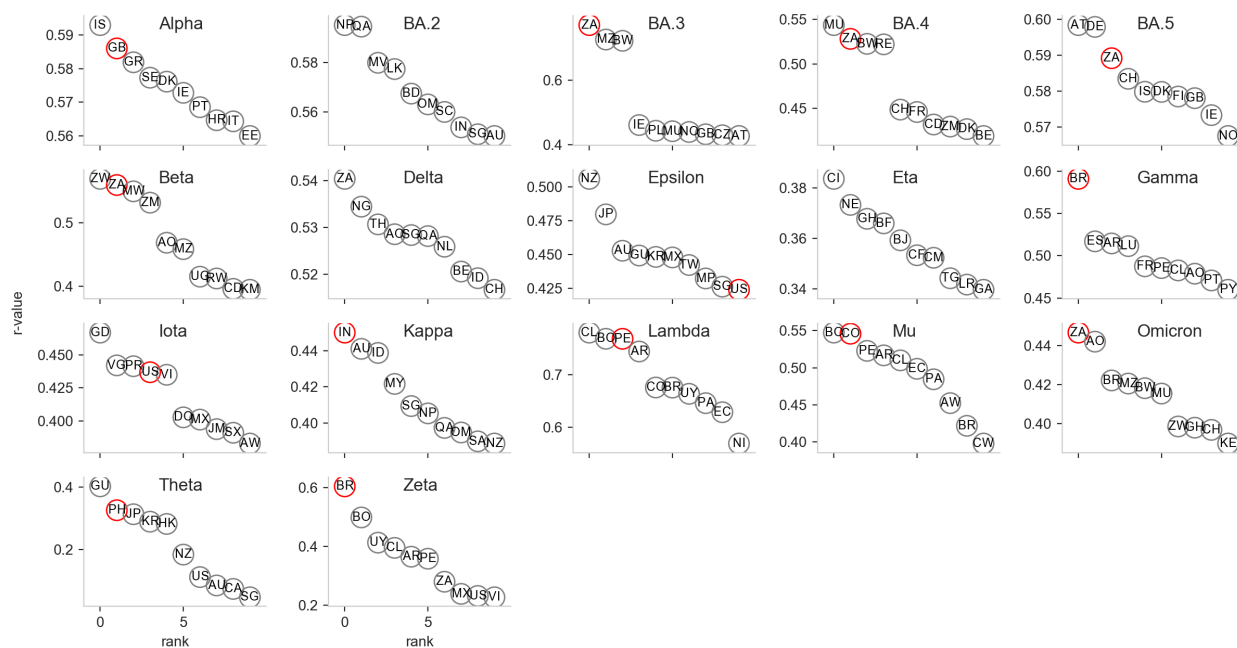 Alpha
0.59
0.58
0.57
0.56
IS
GB
GR
SE
DK
IE
PT
HR
IT
EE
BA.2
0.58
0.56
NP
QA
MV
LK
BD
OM
SC
IN
SG
AU
BA.3
0.6
0.4
ZA
MZ
BW
IE
PL
MU
NO
GB
CZ
AT
BA.4
0.55
0.50
0.45
MU
ZA
BW
RE
CH
FR
CD
ZM
DK
BE
BA.5
0.60
0.59
0.58
0.57
AT
DE
ZA
CH
IS
DK
FI
GB
IE
NO
Beta
0.5
0.4
ZW
ZA
MW
ZM
AO
MZ
UG
RW
CD
KM
Delta
0.54
0.53
0.52
ZA
NG
TH
AO
SG
QA
NL
BE
ID
CH
Epsilon
0.500
0.475
0.450
0.425
NZ
JP
AU
GU
KR
MX
TW
MP
SG
US
Eta
0.38
0.36
0.34
CI
NE
GH
BF
BJ
CF
CM
TG
LR
GA
Gamma
0.60
0.55
0.50
0.45
BR
ES
AR
LU
FR
PE
CL
AO
PT
PY
r-value
Iota
0.450
0.425
0.400
GD
VG
PR
US
VI
DO
MX
JM
SX
AW
Kappa
0.44
0.42
0.40
IN
AU
ID
MY
SG
NP
QA
OM
SA
NZ
Lambda
0.7
0.6
CL
BO
PE
AR
CO
BR
UY
PA
EC
NI
Mu
0.55
0.50
0.45
0.40
BO
CO
PE
AR
CL
EC
PA
AW
BR
CW
Omicron
0.44
0.42
0.40
ZA
AO
BR
MZ
BW
MU
ZW
GH
CH
KE
Theta
0.4
0.2
GU
PH
JP
KR
HK
NZ
US
AU
CA
SG
0
5
rank
Zeta
0.6
0.4
0.2
BR
BO
UY
CL
AR
PE
ZA
MX
US
VI
0
5
rank